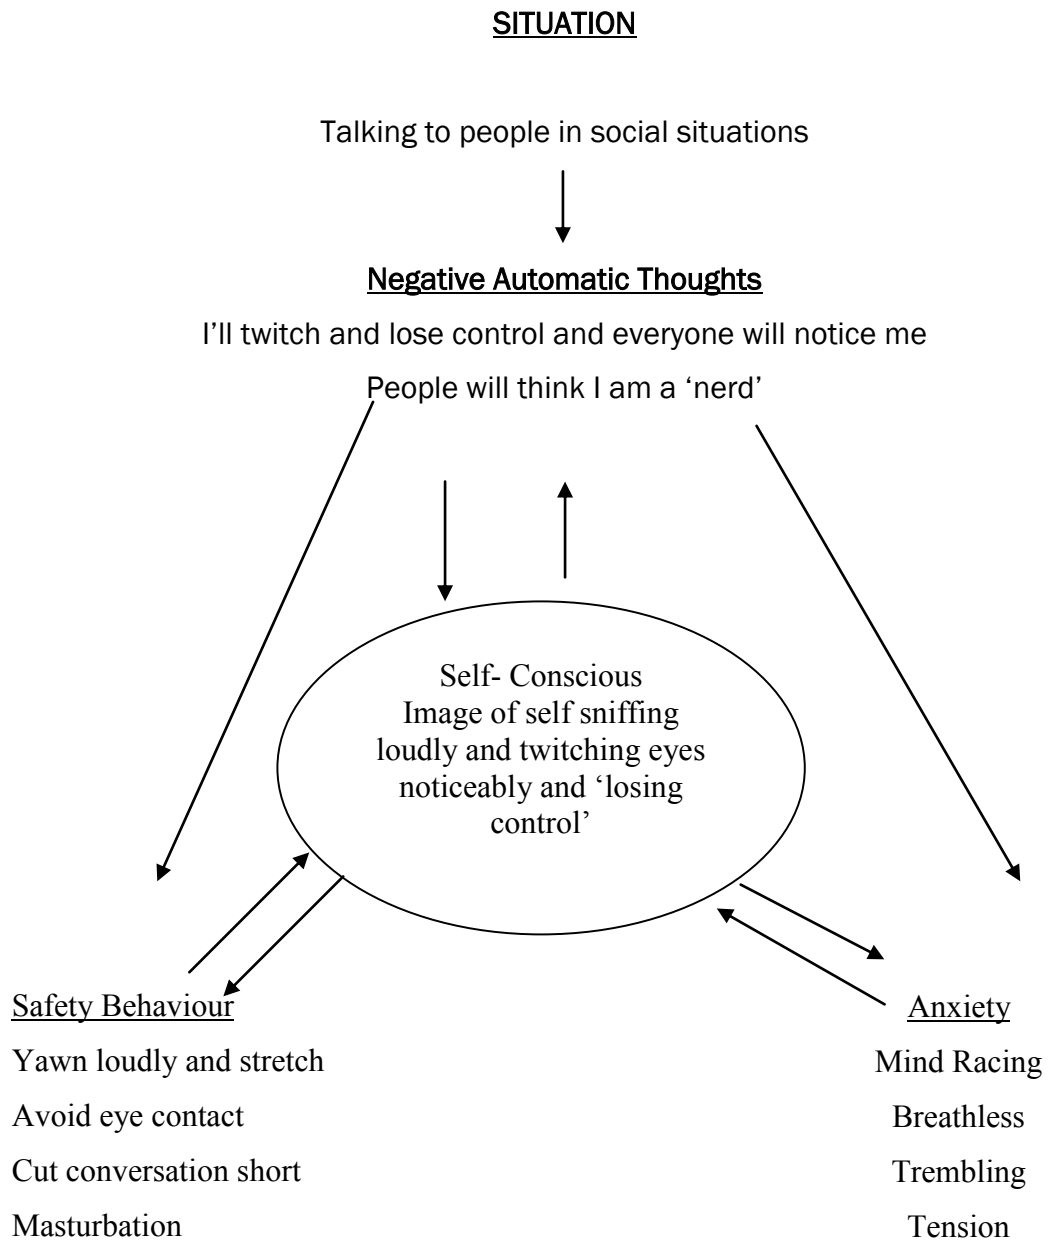 SITUATION
Talking to people in social situations
Negative Automatic Thoughts
I’ll twitch and lose control and everyone will notice me
People will think I am a ‘nerd’
Self- Conscious
Image of self sniffing
loudly and twitching eyes
noticeably and ‘losing
control’
Safety Behaviour
Yawn loudly and stretch
Avoid eye contact
Cut conversation short
Masturbation
Anxiety
Mind Racing
Breathless
Trembling
Tension